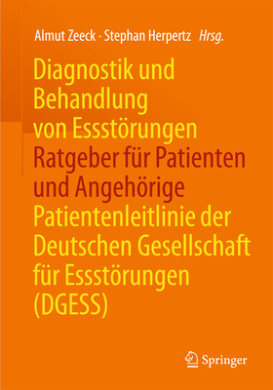 Almut Zeeck · Stephan Herpertz Hrsg.
Diagnostik und
Behandlung
von Essstörungen
Ratgeber für Patienten
und Angehörige
Patientenleitlinie der
Deutschen Gesellschaft
für Essstörungen
(DGESS)
Springer